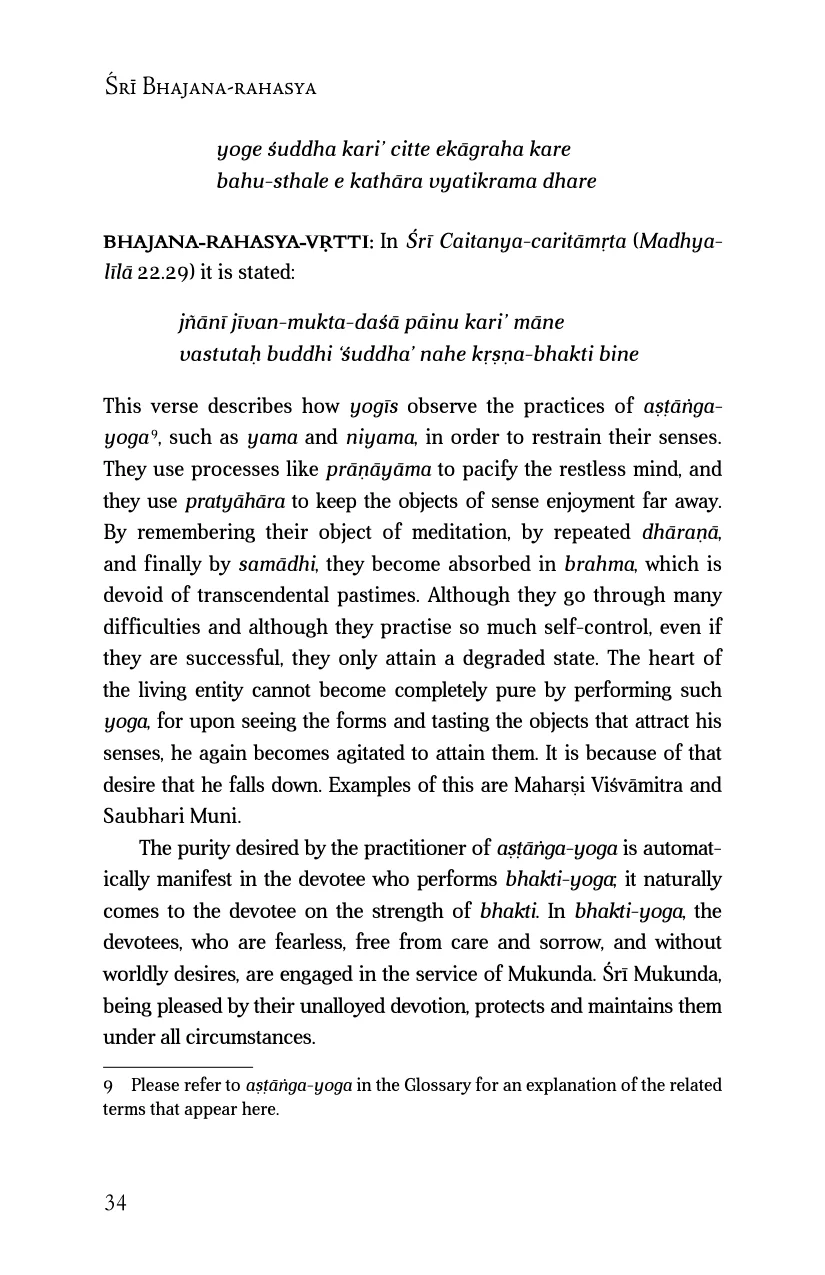 Śrī Bhajana-rahasya
yoge śuddha kari’ citte ekāgraha kare
bahu-sthale e kathāra vyatikrama dhare
BHAJANA-RAHASYA-VṚTTI: In Śrī Caitanya-caritāmṛta (Madhya-
līlā 22.29) it is stated:
jñānī jīvan-mukta-daśā pāinu kari’ māne
vastutaḥ buddhi ‘śuddha’ nahe kṛṣṇa-bhakti bine
This verse describes how yogīs observe the practices of aṣṭāṅga-
yoga⁹, such as yama and niyama, in order to restrain their senses.
They use processes like prāṇāyāma to pacify the restless mind, and
they use pratyāhāra to keep the objects of sense enjoyment far away.
By remembering their object of meditation, by repeated dhāraṇā,
and finally by samādhi, they become absorbed in brahma, which is
devoid of transcendental pastimes. Although they go through many
difficulties and although they practise so much self-control, even if
they are successful, they only attain a degraded state. The heart of
the living entity cannot become completely pure by performing such
yoga, for upon seeing the forms and tasting the objects that attract his
senses, he again becomes agitated to attain them. It is because of that
desire that he falls down. Examples of this are Maharṣi Viśvāmitra and
Saubhari Muni.
The purity desired by the practitioner of aṣṭāṅga-yoga is automat-
ically manifest in the devotee who performs bhakti-yoga; it naturally
comes to the devotee on the strength of bhakti. In bhakti-yoga, the
devotees, who are fearless, free from care and sorrow, and without
worldly desires, are engaged in the service of Mukunda. Śrī Mukunda,
being pleased by their unalloyed devotion, protects and maintains them
under all circumstances.
9 Please refer to aṣṭāṅga-yoga in the Glossary for an explanation of the related
terms that appear here.
34